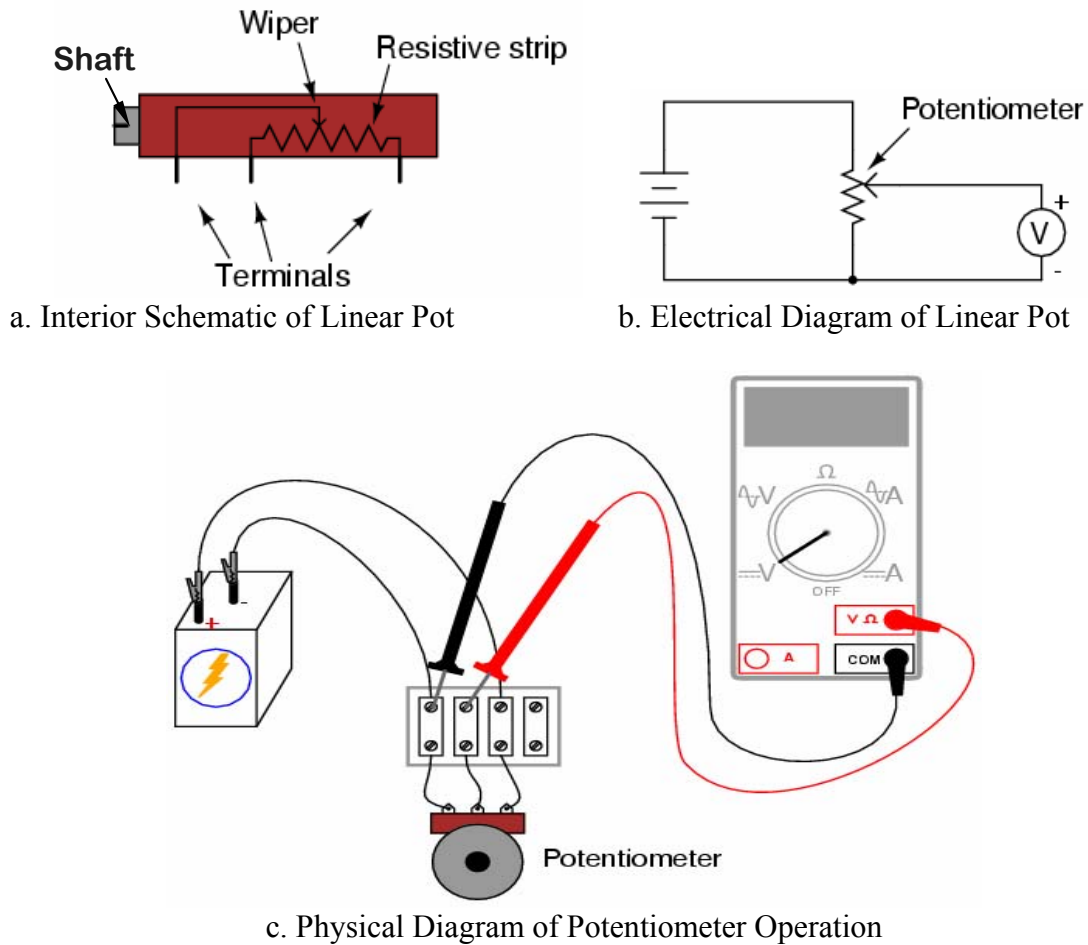 Wiper
Shaft
Resistive strip
Terminals
a. Interior Schematic of Linear Pot
Potentiometer
+
V
-
b. Electrical Diagram of Linear Pot
+
-
Ω
V
A
V
A
OFF
V Ω
A
COM
Potentiometer
c. Physical Diagram of Potentiometer Operation